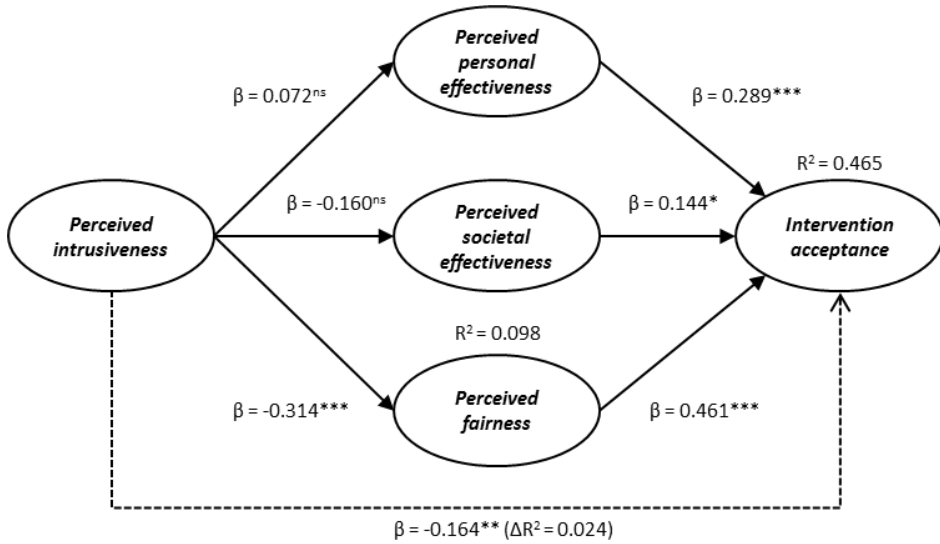 Perceived
personal
effectiveness
β = 0.072ⁿˢ
β = 0.289***
R² = 0.465
β = -0.160ⁿˢ
β = 0.144*
Perceived
intrusiveness
Perceived
societal
effectiveness
Intervention
acceptance
R² = 0.098
β = -0.314***
Perceived
fairness
β = 0.461***
β = -0.164** (ΔR² = 0.024)